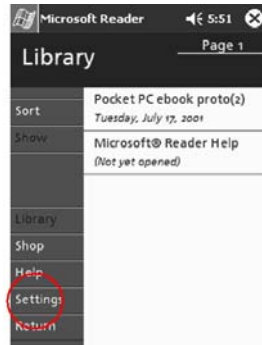 Microsoft Reader 5:51
Library
Page 1
Sort
Show
Library
Shop
Help
Settings
Return
Pocket PC ebook proto(2)
Tuesday, July 17, 2001
Microsoft® Reader Help
(Not yet opened)